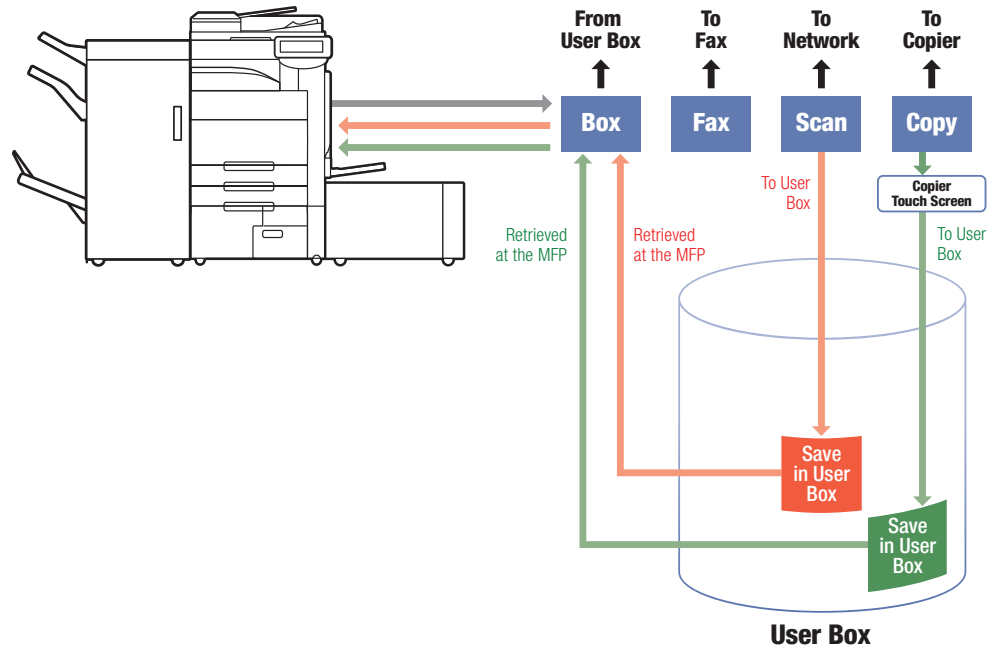 From
User Box
To
Fax
To
Network
To
Copier
Box
Fax
Scan
Copy
To User
Box
Copier
Touch Screen
Retrieved
at the MFP
Retrieved
at the MFP
To User
Box
Save
in User
Box
Save
in User
Box
User Box